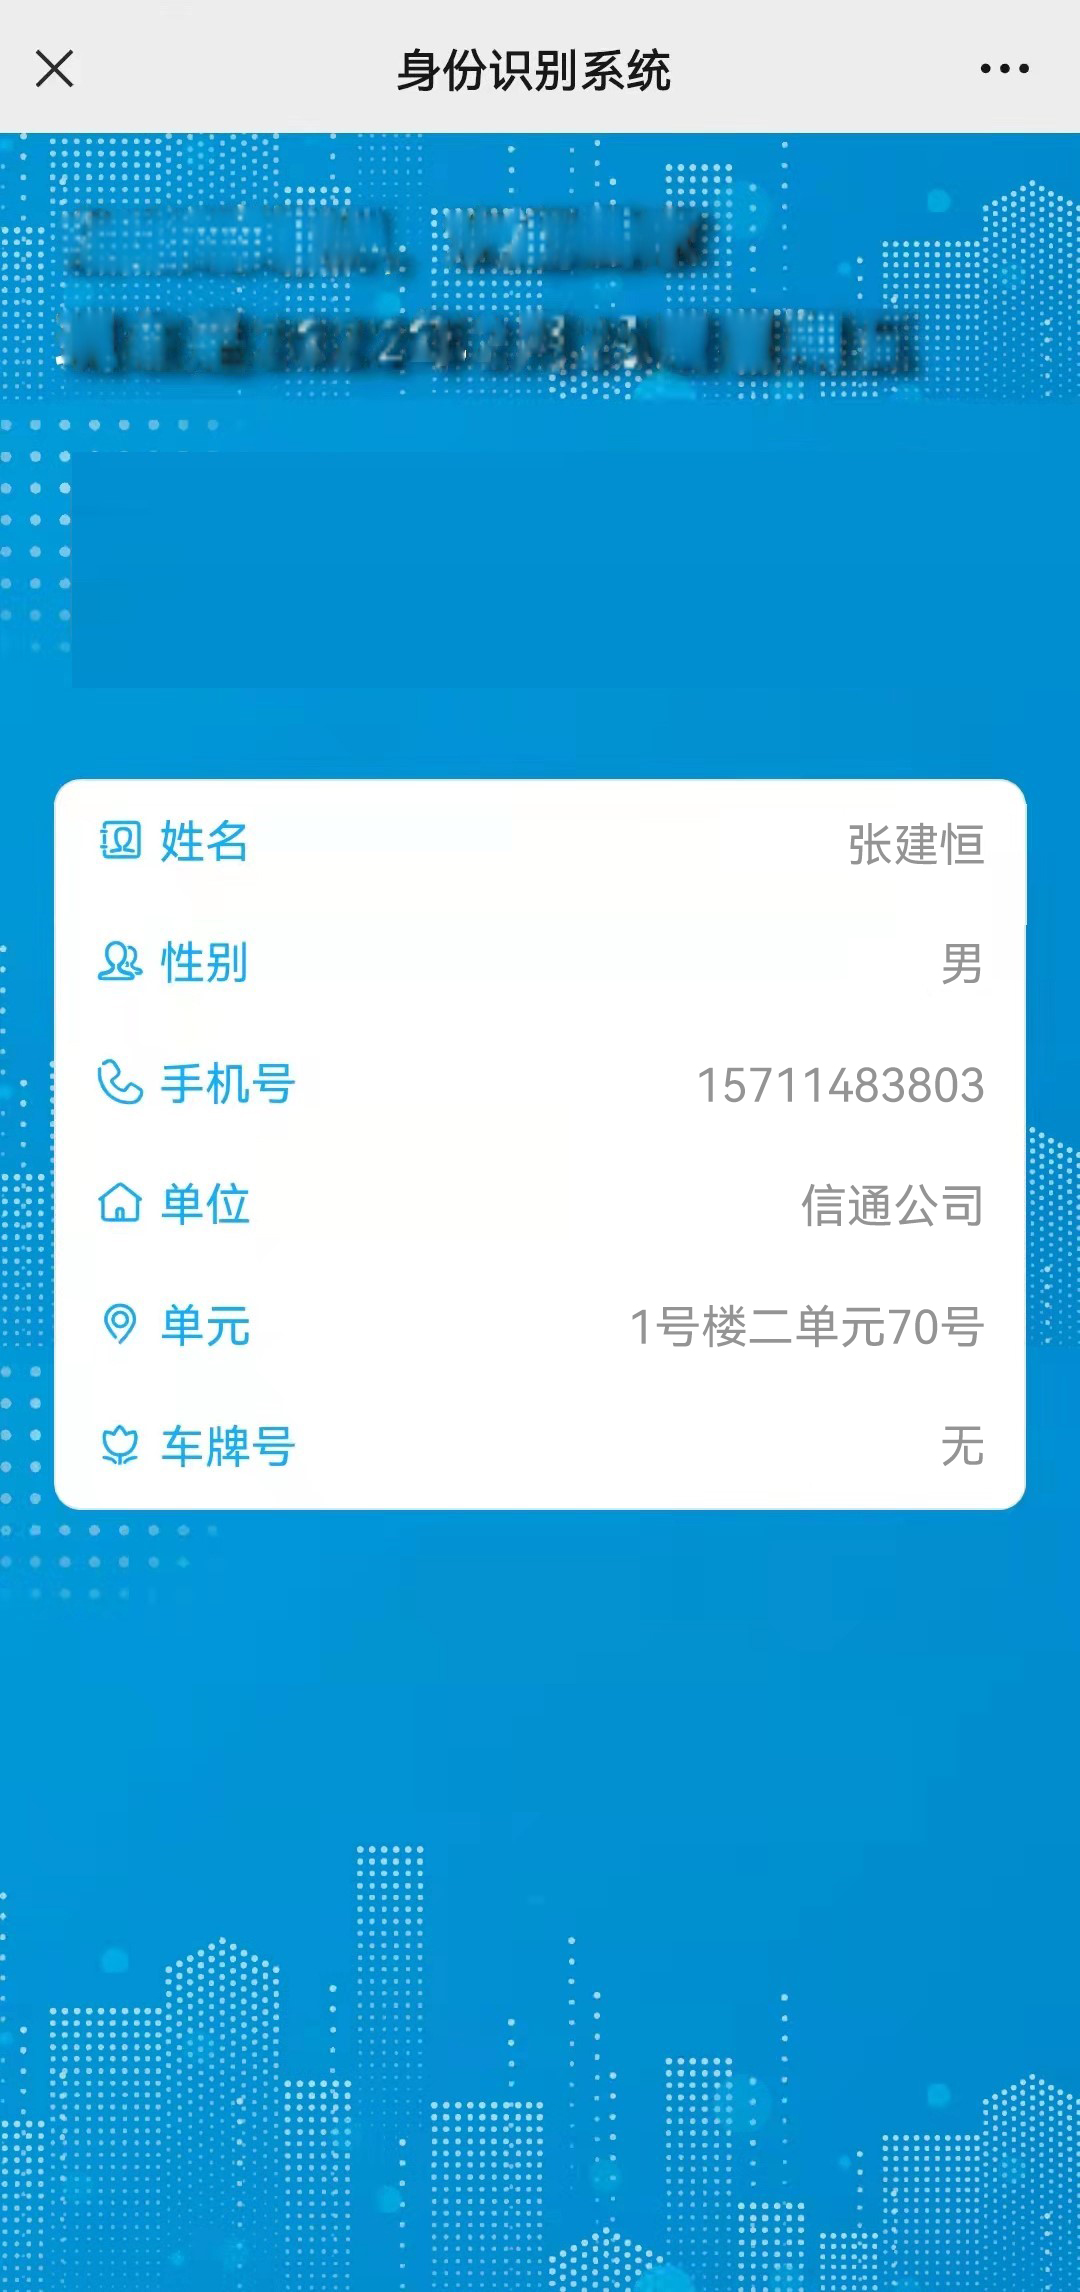 身份识别系统
姓名 张建恒
性别 男
手机号 15711483803
单位 信通公司
单元 1号楼二单元70号
车牌号 无